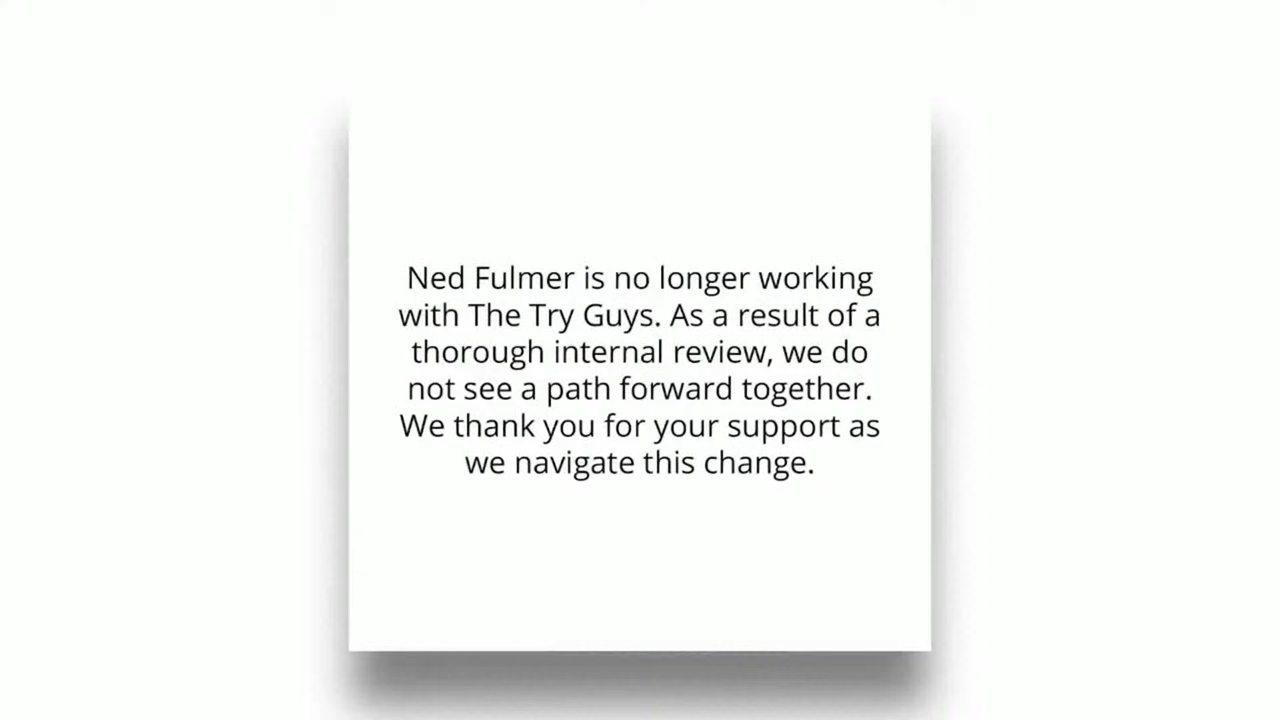 Ned Fulmer is no longer working
with The Try Guys. As a result of a
thorough internal review, we do
not see a path forward together.
We thank you for your support as
we navigate this change.